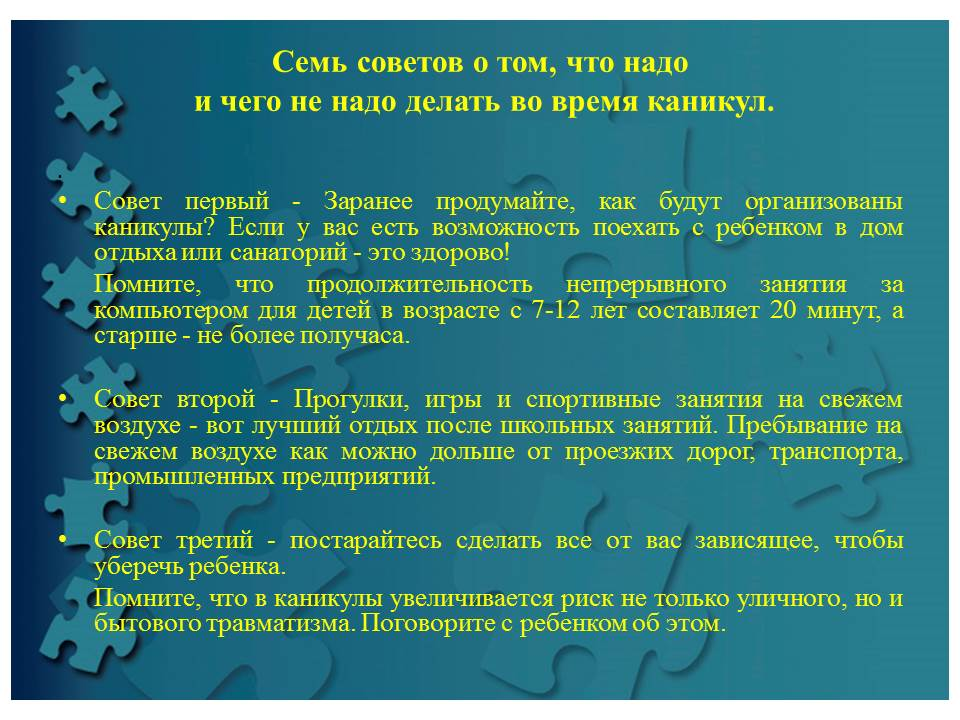 Семь советов о том, что надо
и чего не надо делать во время каникул.
.
• Совет первый - Заранее продумайте, как будут организованы
каникулы? Если у вас есть возможность поехать с ребенком в дом
отдыха или санаторий - это здорово!
Помните, что продолжительность непрерывного занятия за
компьютером для детей в возрасте с 7-12 лет составляет 20 минут, а
старше - не более получаса.
• Совет второй - Прогулки, игры и спортивные занятия на свежем
воздухе - вот лучший отдых после школьных занятий. Пребывание на
свежем воздухе как можно дольше от проезжих дорог, транспорта,
промышленных предприятий.
• Совет третий - постарайтесь сделать все от вас зависящее, чтобы
уберечь ребенка.
Помните, что в каникулы увеличивается риск не только уличного, но и
бытового травматизма. Поговорите с ребенком об этом.